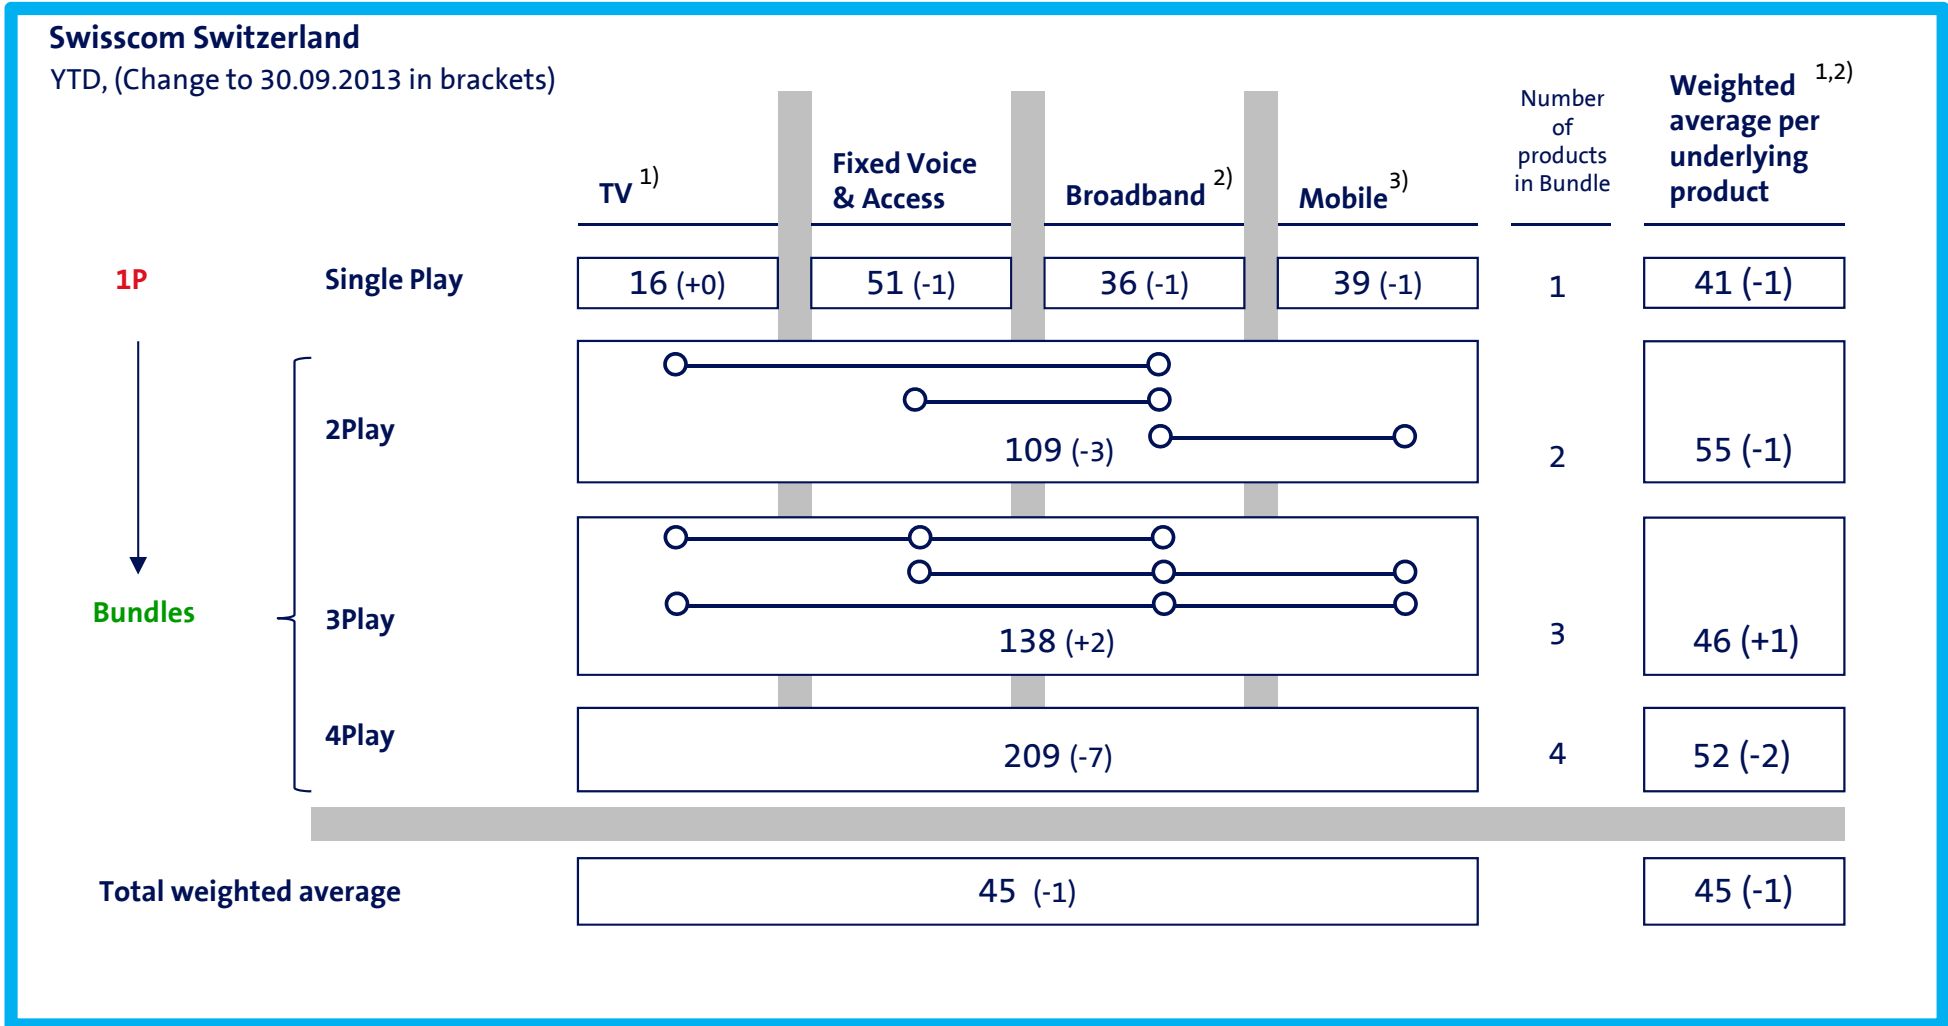 Swisscom Switzerland
YTD, (Change to 30.09.2013 in brackets)
TV 1)
Fixed Voice
& Access
Broadband 2)
Mobile 3)
Number
of
products
in Bundle
Weighted 1,2)
average per
underlying
product
1P
Single Play
16 (+0)
51 (-1)
36 (-1)
39 (-1)
1
41 (-1)
2Play
109 (-3)
2
55 (-1)
Bundles
3Play
138 (+2)
3
46 (+1)
4Play
209 (-7)
4
52 (-2)
Total weighted average
45 (-1)
45 (-1)